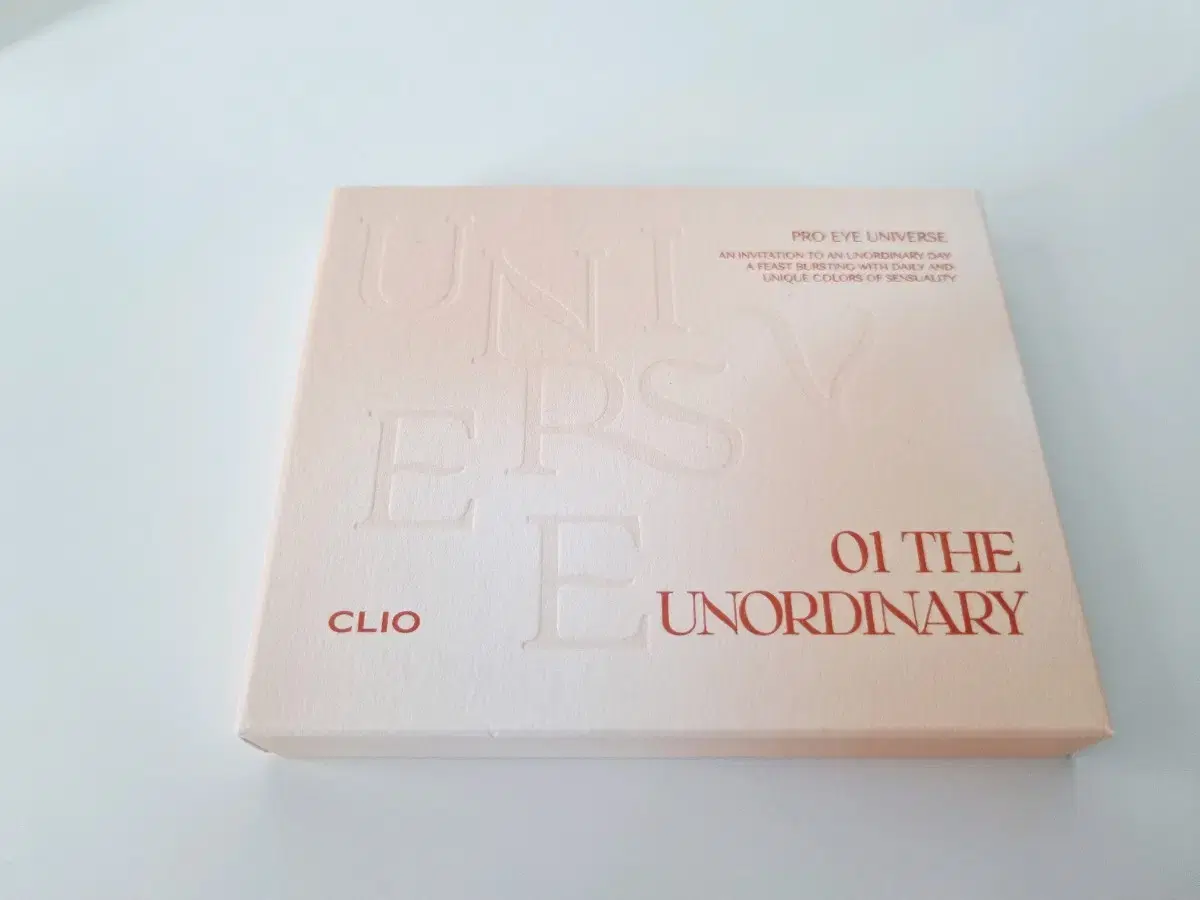 PRO EYE UNIVERSE
AN INVITATION TO AN UNORDINARY DAY
A FEAST BURSTING WITH DAILY AND
UNIQUE COLORS OF SENSUALITY
UNIV
ERS
E
01 THE
UNORDINARY
CLIO